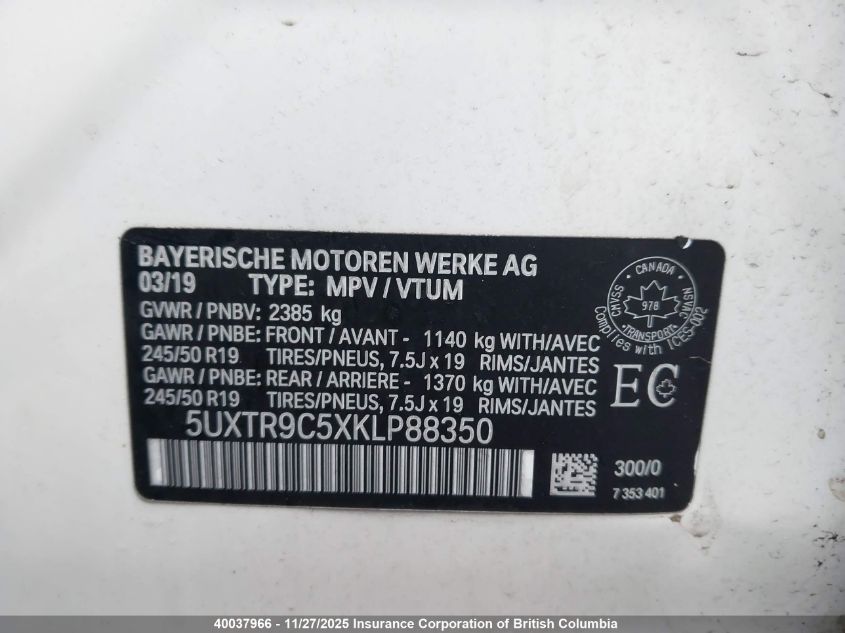 BAYERISCHE MOTOREN WERKE AG
03/19 TYPE: MPV / VTUM
GVWR / PNBV: 2385 kg
GAWR / PNBE: FRONT / AVANT - 1140 kg WITH/AVEC
245/50 R19 TIRES/PNEUS, 7.5J x 19 RIMS/JANTES
GAWR / PNBE: REAR / ARRIERE - 1370 kg WITH/AVEC
245/50 R19 TIRES/PNEUS, 7.5J x 19 RIMS/JANTES
5UXTR9C5XKLP88350
CANADA
CMVSS
NSVAC
978
TRANSPORT
Complies with ICES-002
EC
300/0
7 353 401
40037966 - 11/27/2025 Insurance Corporation of British Columbia